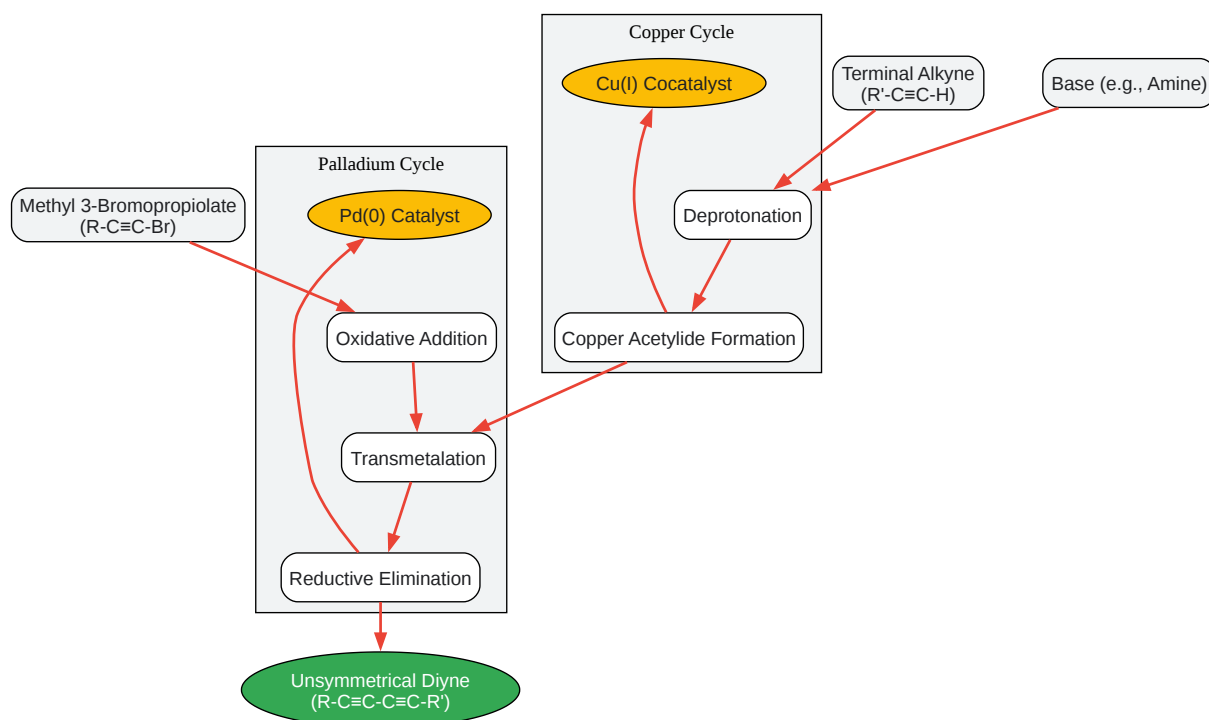 Copper Cycle
Cu(I) Cocatalyst
Terminal Alkyne
(R'-C≡C-H)
Base (e.g., Amine)
Palladium Cycle
Methyl 3-Bromopropiolate
(R-C≡C-Br)
Pd(0) Catalyst
Deprotonation
Oxidative Addition
Copper Acetylide Formation
Transmetalation
Reductive Elimination
Unsymmetrical Diyne
(R-C≡C-C≡C-R')